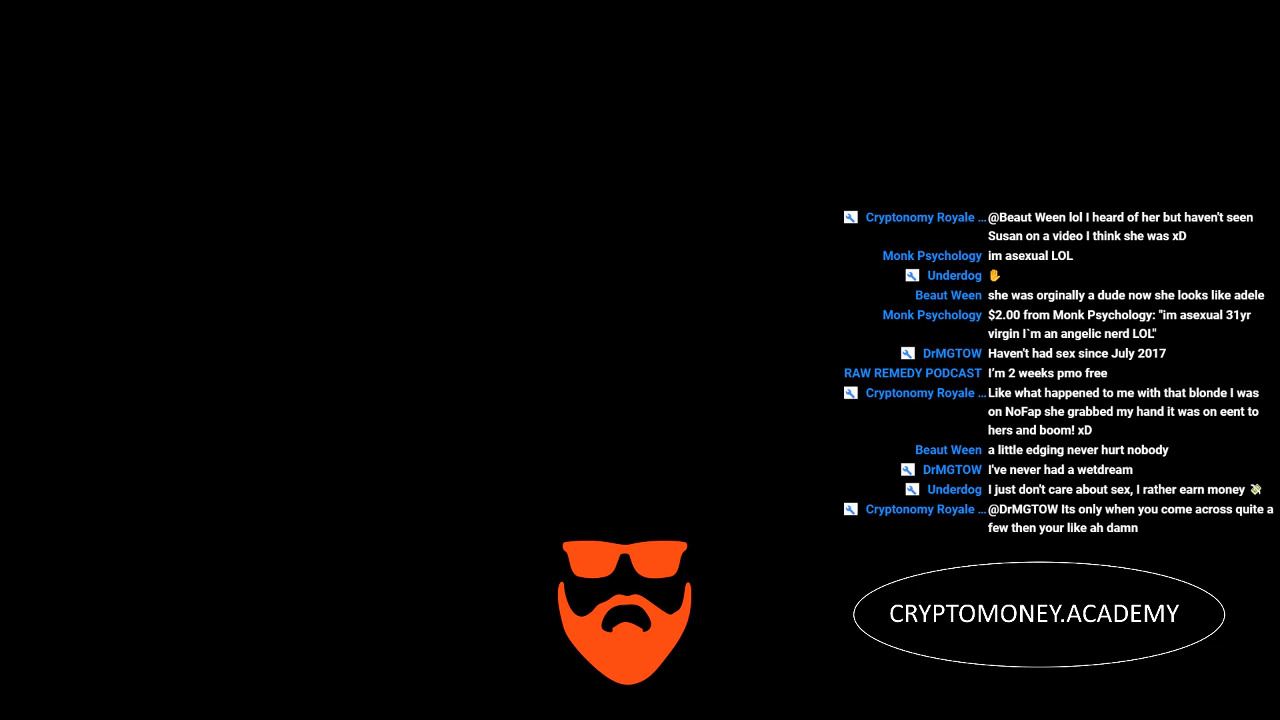 Cryptonomy Royale ... @Beaut Ween lol I heard of her but haven't seen
Susan on a video I think she was xD
Monk Psychology im asexual LOL
Underdog ✋
Beaut Ween she was orginally a dude now she looks like adele
Monk Psychology $2.00 from Monk Psychology: "im asexual 31yr
virgin I`m an angelic nerd LOL"
DrMGTOW Haven't had sex since July 2017
RAW REMEDY PODCAST I'm 2 weeks pmo free
Cryptonomy Royale ... Like what happened to me with that blonde I was
on NoFap she grabbed my hand it was on eent to
hers and boom! xD
Beaut Ween a little edging never hurt nobody
DrMGTOW I've never had a wetdream
Underdog I just don't care about sex, I rather earn money 💸
Cryptonomy Royale ... @DrMGTOW Its only when you come across quite a
few then your like ah damn
CRYPTOMONEY.ACADEMY